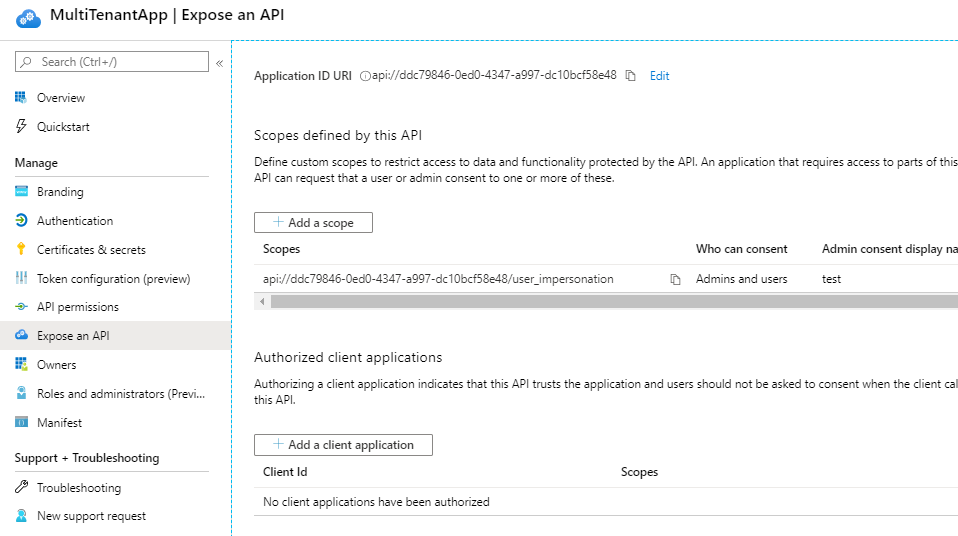 MultiTenantApp | Expose an API
Search (Ctrl+/)
«
Overview
Quickstart
Manage
Branding
Authentication
Certificates & secrets
Token configuration (preview)
API permissions
Expose an API
Owners
Roles and administrators (Previ...
Manifest
Support + Troubleshooting
Troubleshooting
New support request
Application ID URI api://ddc79846-0ed0-4347-a997-dc10bcf58e48 Edit
Scopes defined by this API
Define custom scopes to restrict access to data and functionality protected by the API. An application that requires access to parts of this
API can request that a user or admin consent to one or more of these.
+ Add a scope
Scopes Who can consent Admin consent display na
api://ddc79846-0ed0-4347-a997-dc10bcf58e48/user_impersonation Admins and users test
Authorized client applications
Authorizing a client application indicates that this API trusts the application and users should not be asked to consent when the client cal
this API.
+ Add a client application
Client Id Scopes
No client applications have been authorized